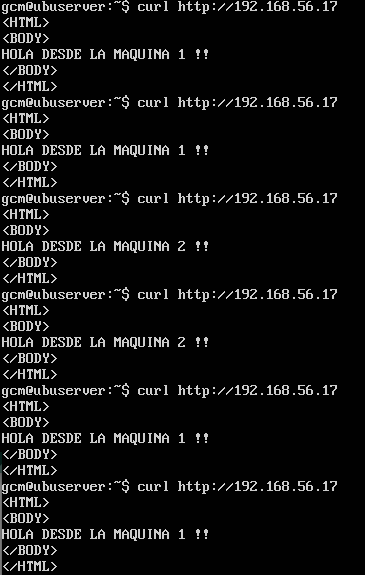 gcm@ubuserver:~$ curl http://192.168.56.17
<HTML>
<BODY>
HOLA DESDE LA MAQUINA 1 !!
</BODY>
</HTML>
gcm@ubuserver:~$ curl http://192.168.56.17
<HTML>
<BODY>
HOLA DESDE LA MAQUINA 1 !!
</BODY>
</HTML>
gcm@ubuserver:~$ curl http://192.168.56.17
<HTML>
<BODY>
HOLA DESDE LA MAQUINA 2 !!
</BODY>
</HTML>
gcm@ubuserver:~$ curl http://192.168.56.17
<HTML>
<BODY>
HOLA DESDE LA MAQUINA 2 !!
</BODY>
</HTML>
gcm@ubuserver:~$ curl http://192.168.56.17
<HTML>
<BODY>
HOLA DESDE LA MAQUINA 1 !!
</BODY>
</HTML>
gcm@ubuserver:~$ curl http://192.168.56.17
<HTML>
<BODY>
HOLA DESDE LA MAQUINA 1 !!
</BODY>
</HTML>